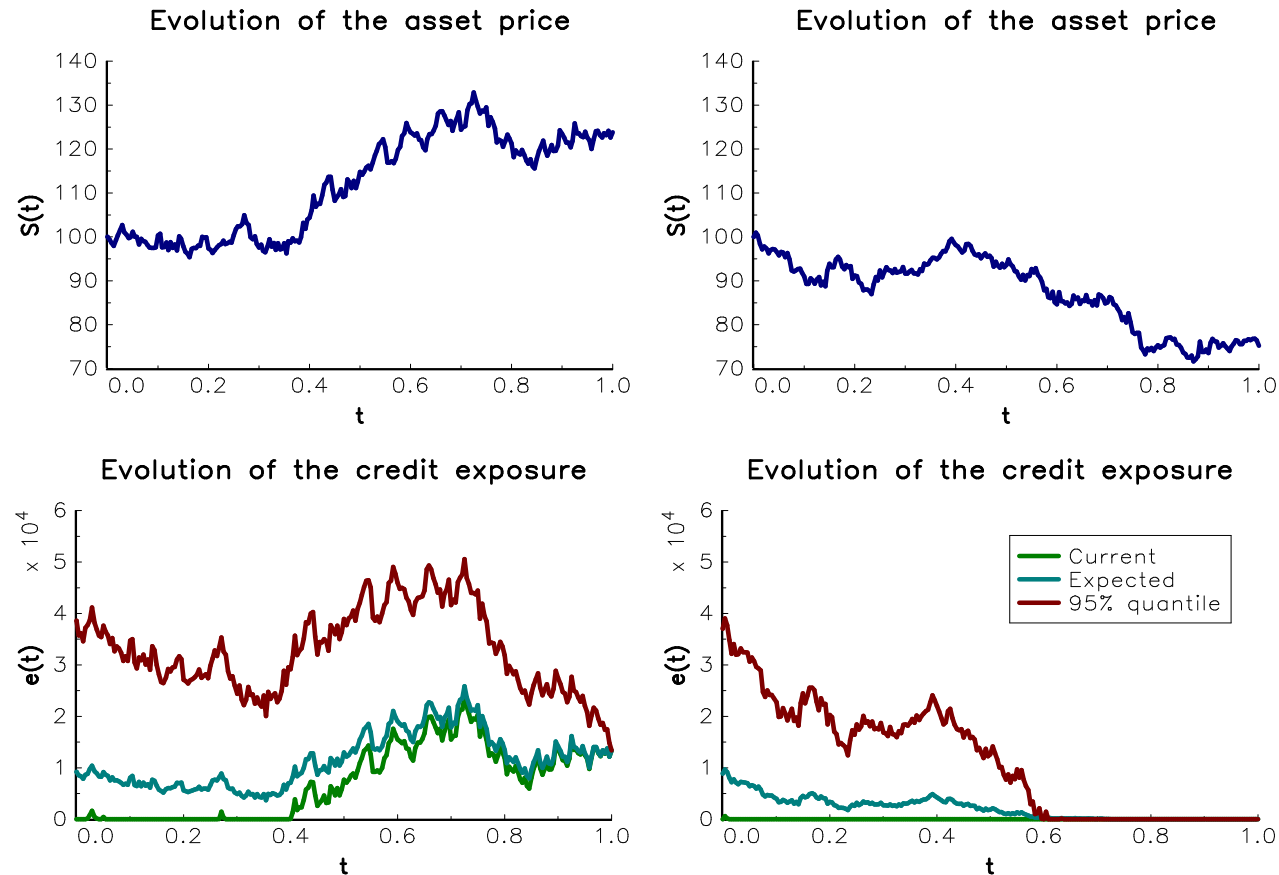 Evolution of the asset price
140
130
120
110
100
90
80
70
S(t)
0.0 0.2 0.4 0.6 0.8 1.0
t
Evolution of the asset price
140
130
120
110
100
90
80
70
S(t)
0.0 0.2 0.4 0.6 0.8 1.0
t
Evolution of the credit exposure
x 10^4
6
5
4
3
2
1
0
e(t)
0.0 0.2 0.4 0.6 0.8 1.0
t
Evolution of the credit exposure
x 10^4
6
5
4
3
2
1
0
e(t)
Current
Expected
95% quantile
0.0 0.2 0.4 0.6 0.8 1.0
t